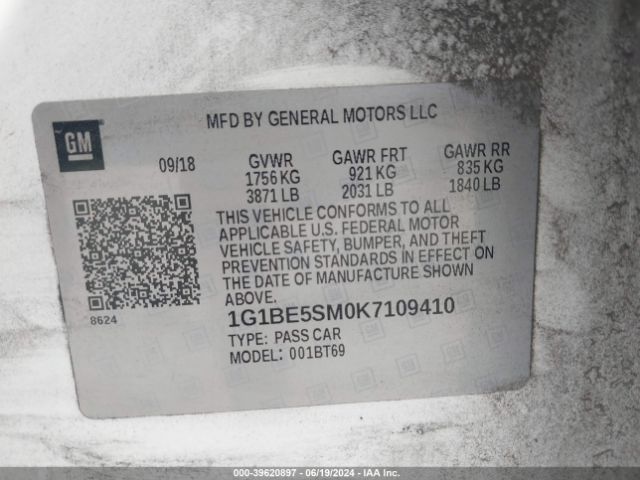 MFD BY GENERAL MOTORS LLC
GM
09/18 GVWR GAWR FRT GAWR RR
1756 KG 921 KG 835 KG
3871 LB 2031 LB 1840 LB
THIS VEHICLE CONFORMS TO ALL
APPLICABLE U.S. FEDERAL MOTOR
VEHICLE SAFETY, BUMPER, AND THEFT
PREVENTION STANDARDS IN EFFECT ON
THE DATE OF MANUFACTURE SHOWN
ABOVE.
8624
1G1BE5SM0K7109410
TYPE: PASS CAR
MODEL: 001BT69
000-39620897 - 06/19/2024 - IAA Inc.